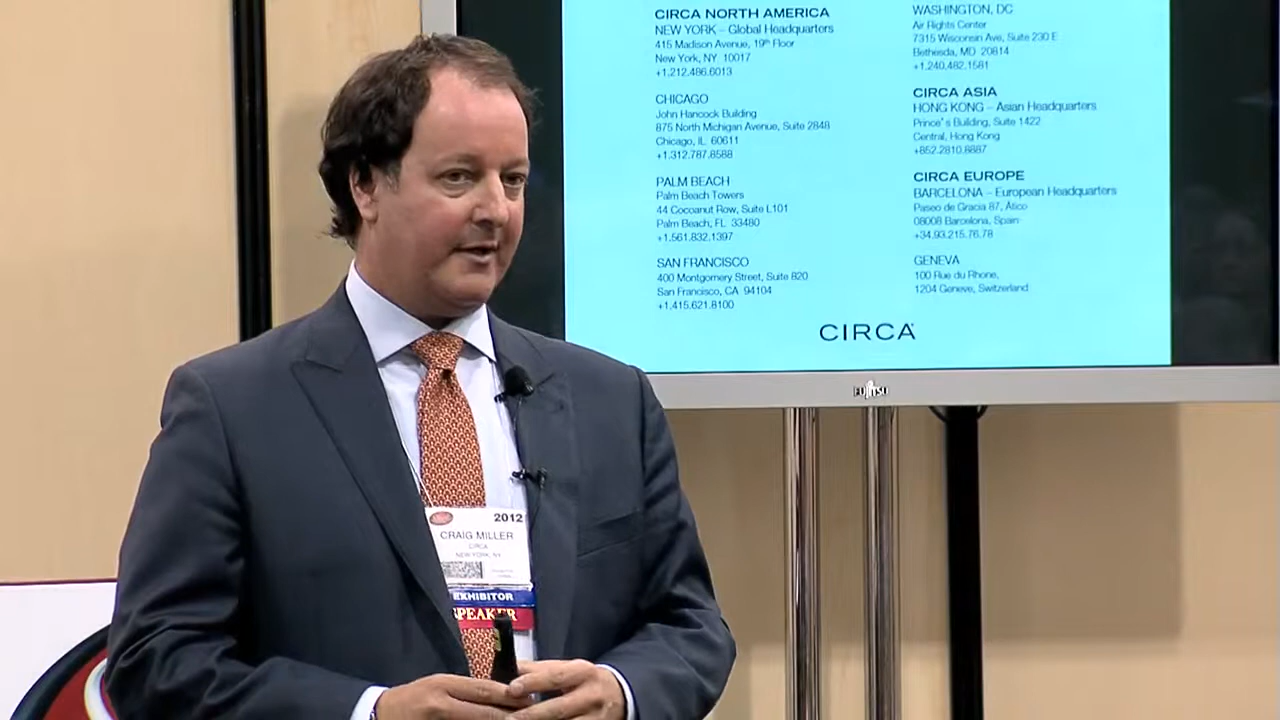 CIRCA NORTH AMERICA
NEW YORK – Global Headquarters
415 Madison Avenue, 19th Floor
New York, NY 10017
+1.212.486.6013
CHICAGO
John Hancock Building
875 North Michigan Avenue, Suite 2848
Chicago, IL 60611
+1.312.787.8588
PALM BEACH
Palm Beach Towers
44 Cocoanut Row, Suite L101
Palm Beach, FL 33480
+1.561.832.1397
SAN FRANCISCO
400 Montgomery Street, Suite 820
San Francisco, CA 94104
+1.415.621.8100
WASHINGTON, DC
Air Rights Center
7315 Wisconsin Ave, Suite 230 E
Bethesda, MD 20814
+1.240.482.1581
CIRCA ASIA
HONG KONG – Asian Headquarters
Prince's Building, Suite 1422
Central, Hong Kong
+852.2810.8887
CIRCA EUROPE
BARCELONA – European Headquarters
Paseo de Gracia 87, Ático
08008 Barcelona, Spain
+34.93.215.76.78
GENEVA
100 Rue du Rhone,
1204 Geneve, Switzerland
CIRCA
FUJITSU
2012
CRAIG MILLER
CIRCA
NEW YORK, NY
EXHIBITOR
SPEAKER